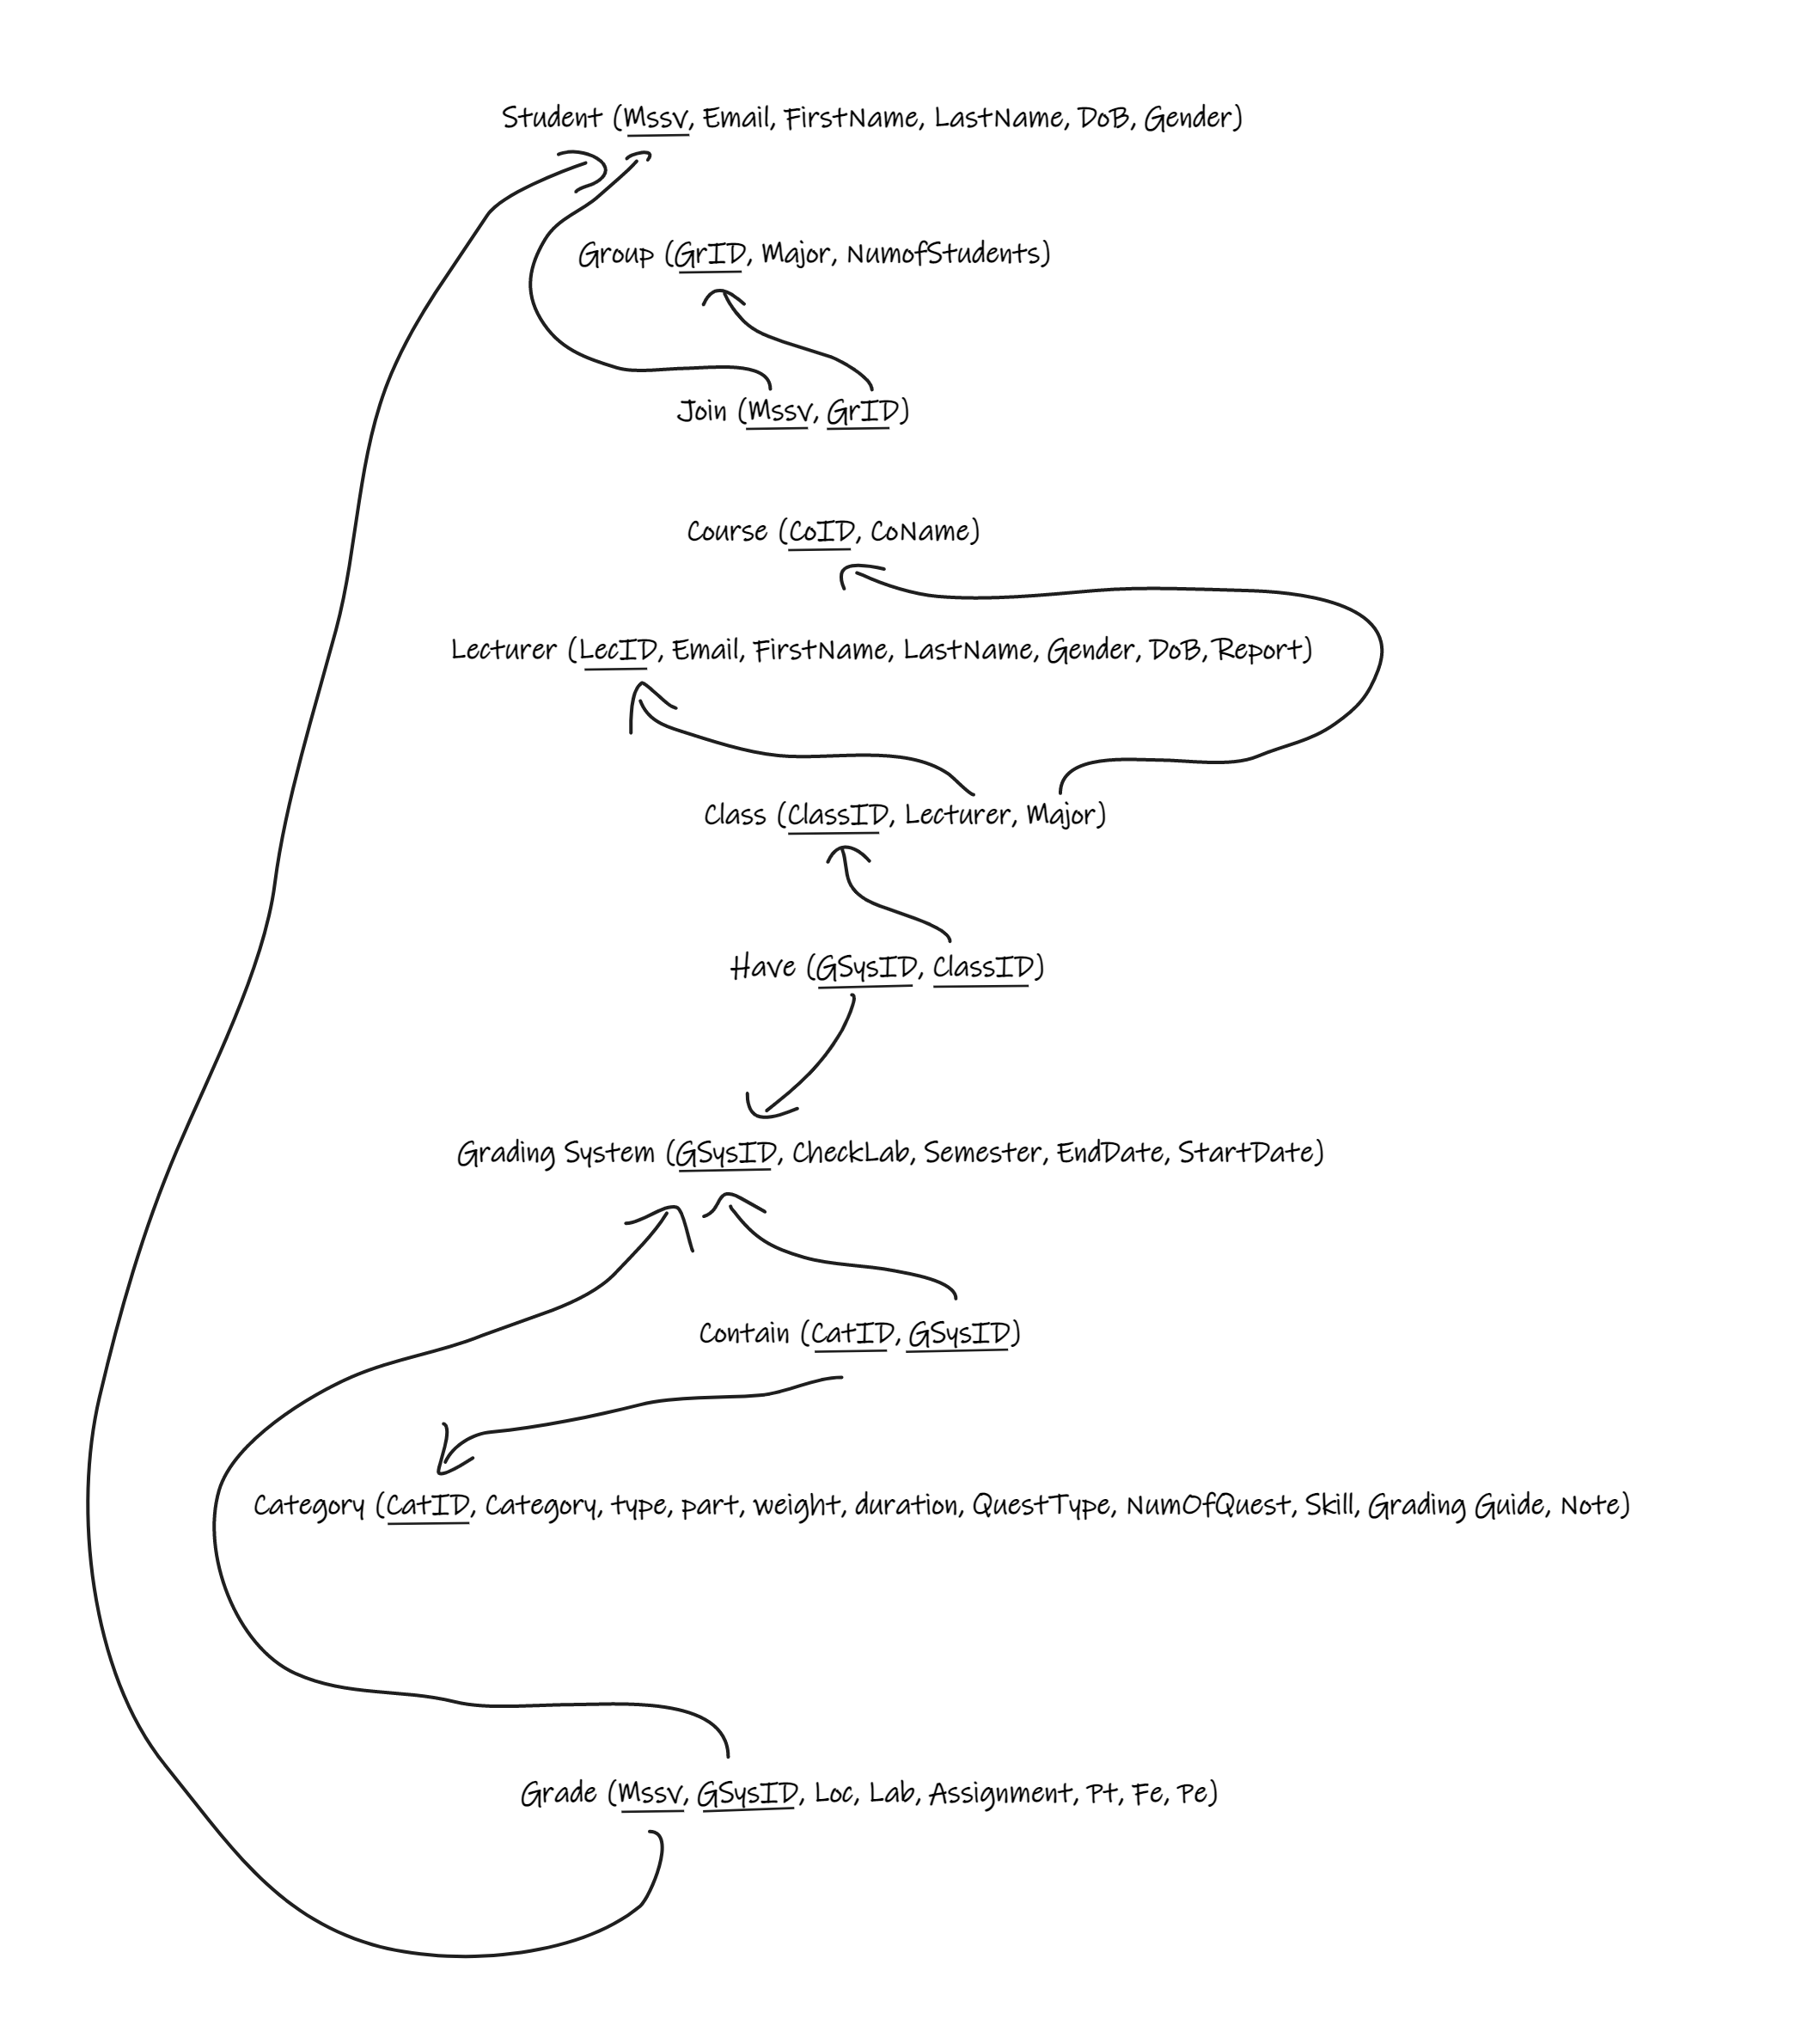 Student (Mssv, Email, FirstName, LastName, DoB, Gender)
Group (GrID, Major, NumofStudents)
Join (Mssv, GrID)
Course (CoID, CoName)
Lecturer (LecID, Email, FirstName, LastName, Gender, DoB, Report)
Class (ClassID, Lecturer, Major)
Have (GSysID, ClassID)
Grading System (GSysID, CheckLab, Semester, EndDate, StartDate)
Contain (CatID, GSysID)
Category (CatID, Category, type, part, weight, duration, QuestType, NumOfQuest, Skill, Grading Guide, Note)
Grade (Mssv, GSysID, Loc, Lab, Assignment, Pt, Fe, Pe)